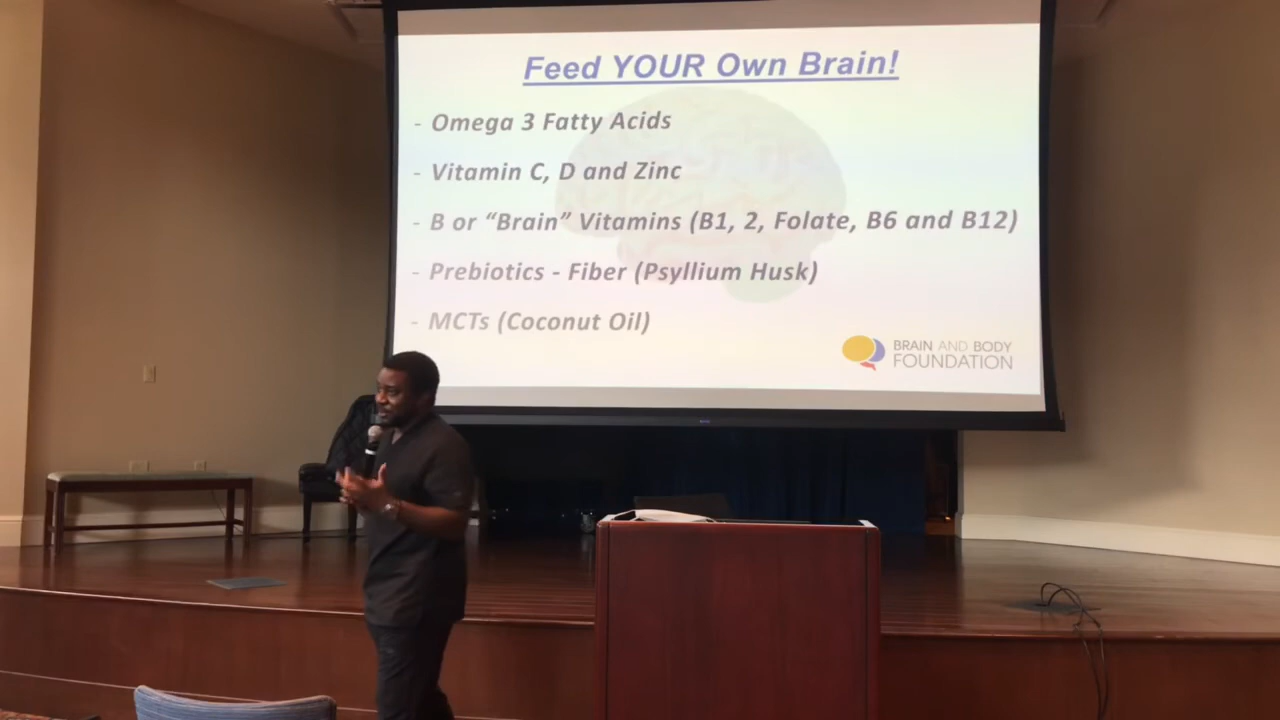 Feed YOUR Own Brain!
- Omega 3 Fatty Acids
- Vitamin C, D and Zinc
- B or “Brain” Vitamins (B1, 2, Folate, B6 and B12)
- Prebiotics - Fiber (Psyllium Husk)
- MCTs (Coconut Oil)
BRAIN AND BODY
FOUNDATION